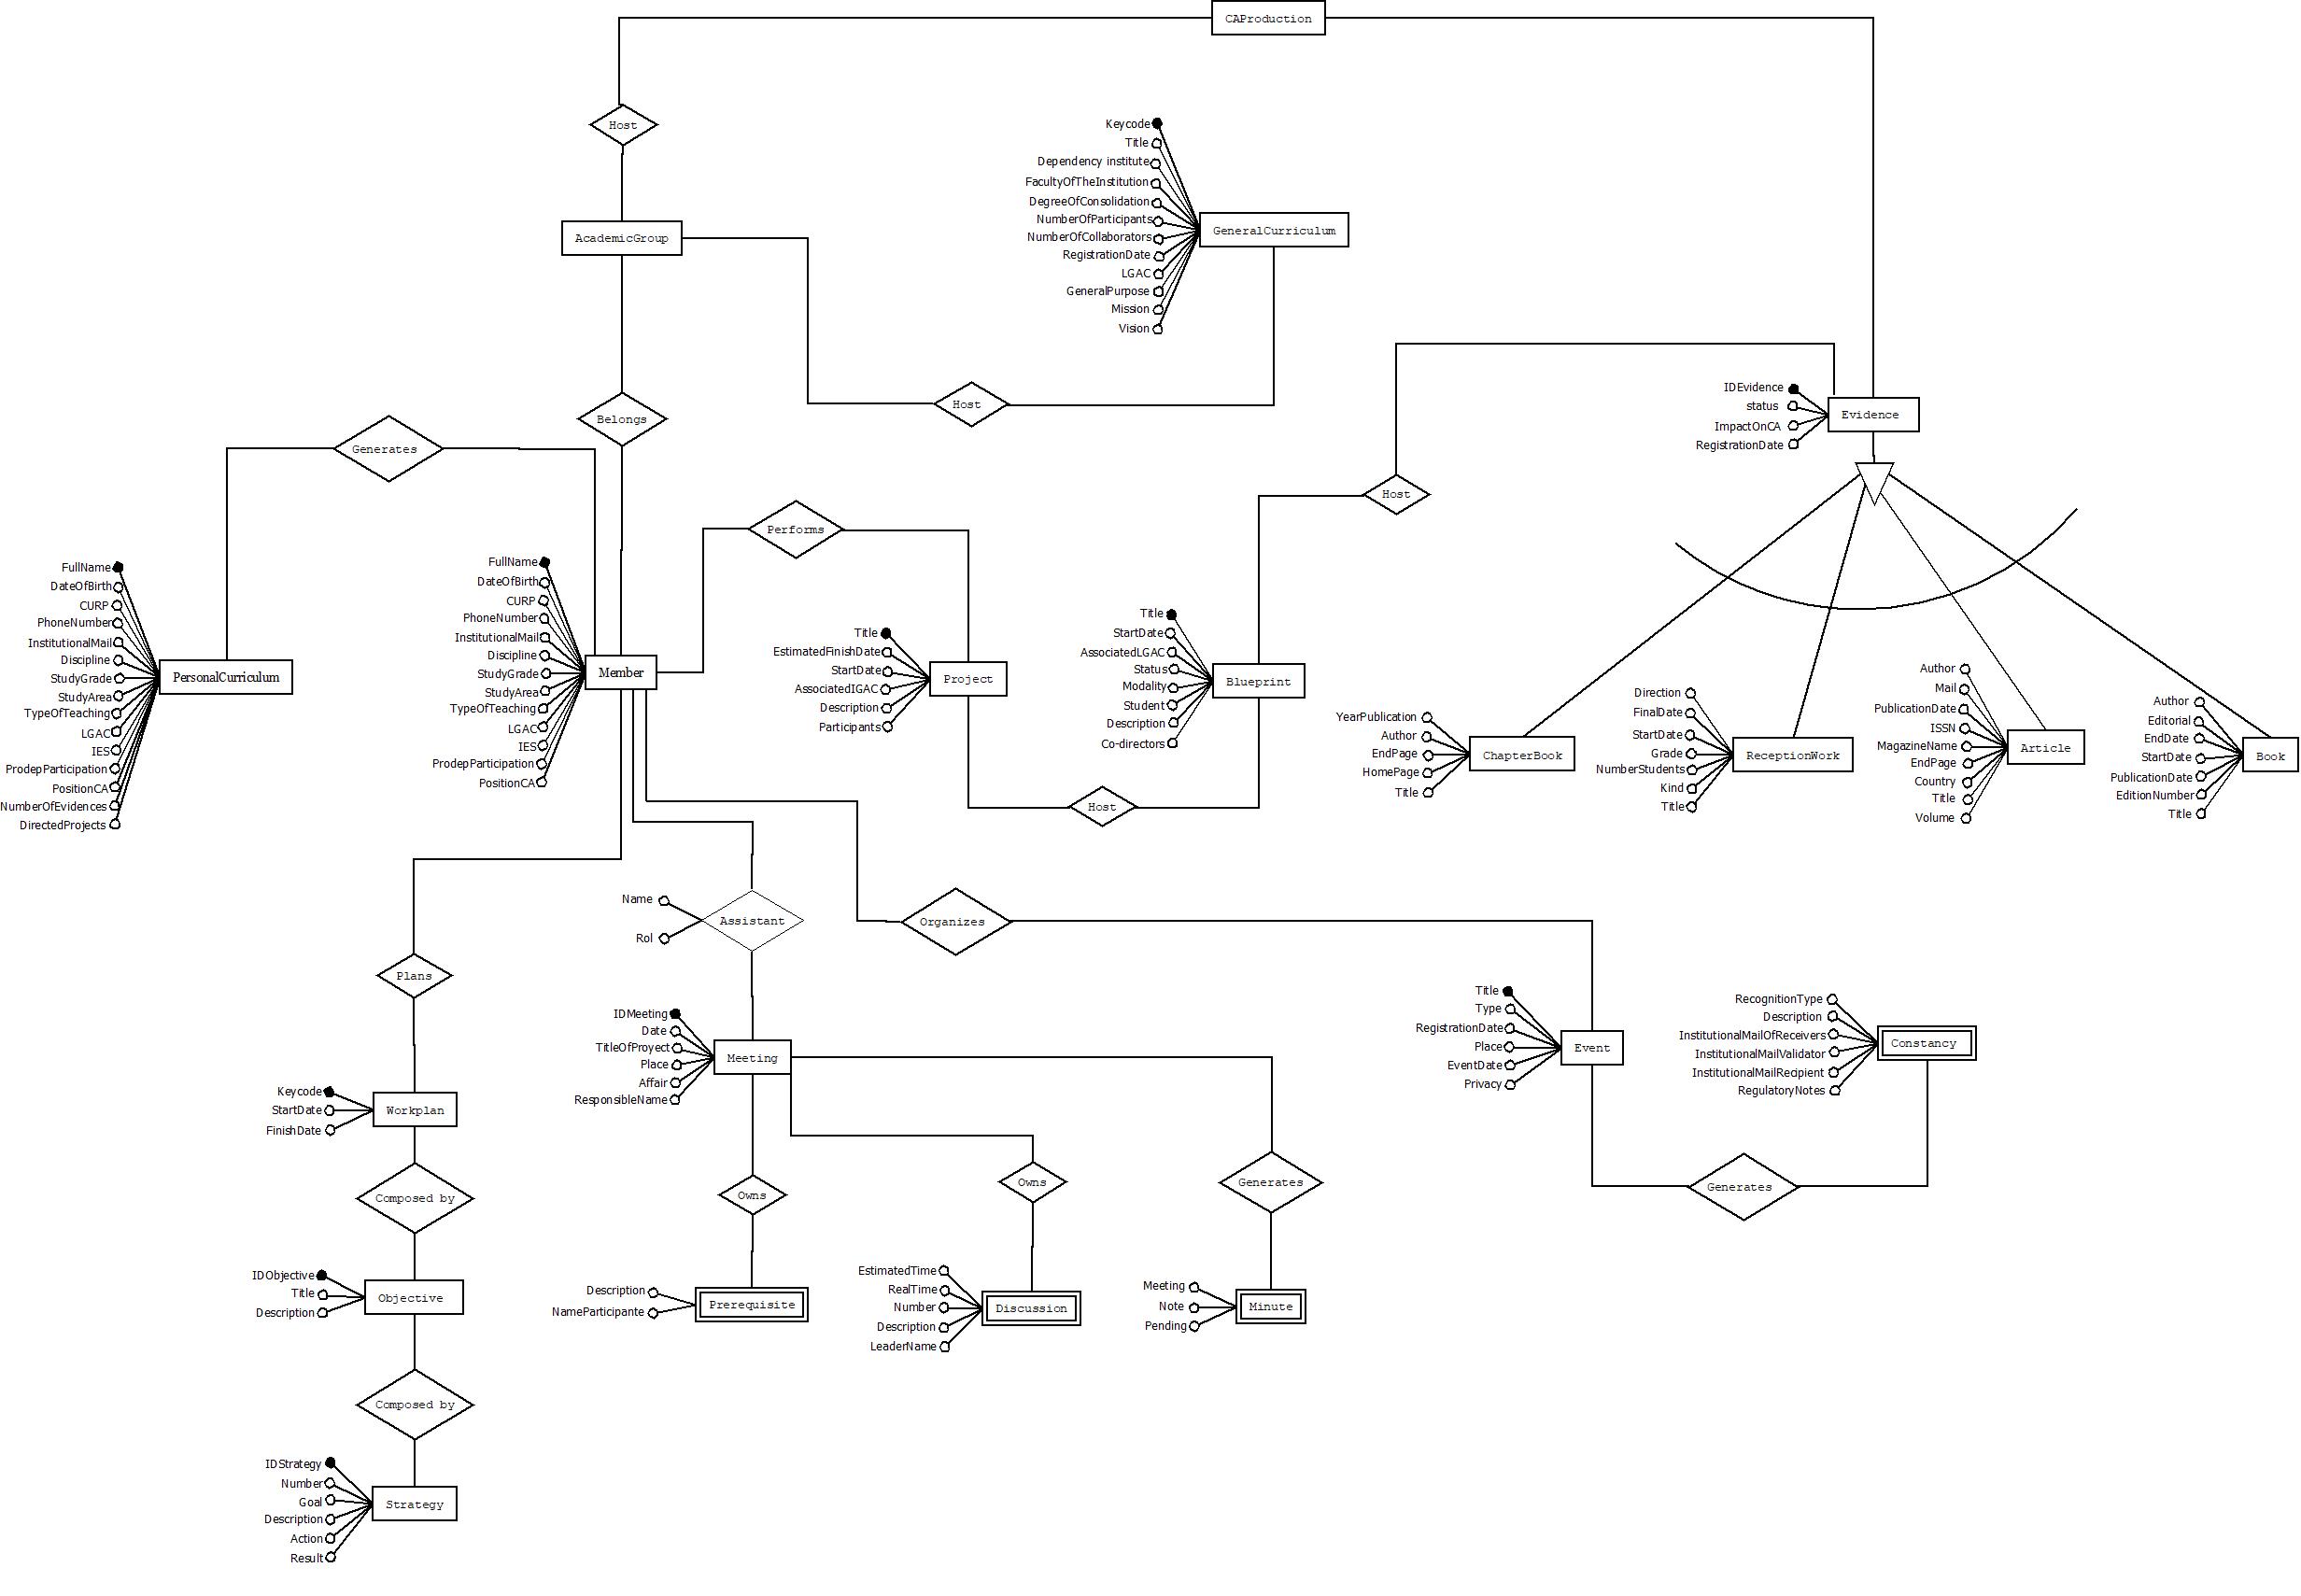 CAProduction
Host
Keycode
Title
Dependency institute
FacultyOfTheInstitution
DegreeOfConsolidation
NumberOfParticipants
NumberOfCollaborators
RegistrationDate
LGAC
GeneralPurpose
Mission
Vision
GeneralCurriculum
AcademicGroup
Host
Belongs
Generates
IDEvidence
status
ImpactOnCA
RegistrationDate
Evidence
Host
Performs
FullName
DateOfBirth
CURP
PhoneNumber
InstitutionalMail
Discipline
StudyGrade
StudyArea
TypeOfTeaching
LGAC
IES
ProdepParticipation
PositionCA
NumberOfEvidences
DirectedProjects
PersonalCurriculum
FullName
DateOfBirth
CURP
PhoneNumber
InstitutionalMail
Discipline
StudyGrade
StudyArea
TypeOfTeaching
LGAC
IES
ProdepParticipation
PositionCA
Member
Title
EstimatedFinishDate
StartDate
AssociatedIGAC
Description
Participants
Project
Title
StartDate
AssociatedLGAC
Status
Modality
Student
Description
Co-directors
Blueprint
Host
YearPublication
Author
EndPage
HomePage
Title
ChapterBook
Direction
FinalDate
StartDate
Grade
NumberStudents
Kind
Title
ReceptionWork
Author
Mail
PublicationDate
ISSN
MagazineName
EndPage
Country
Title
Volume
Article
Author
Editorial
EndDate
StartDate
PublicationDate
EditionNumber
Title
Book
Name
Rol
Assistant
Organizes
Plans
IDMeeting
Date
TitleOfProyect
Place
Affair
ResponsibleName
Meeting
Title
Type
RegistrationDate
Place
EventDate
Privacy
Event
RecognitionType
Description
InstitutionalMailOfReceivers
InstitutionalMailValidator
InstitutionalMailRecipient
RegulatoryNotes
Constancy
Keycode
StartDate
FinishDate
Workplan
Composed by
Owns
Owns
Generates
Generates
IDObjective
Title
Description
Objective
Description
NameParticipante
Prerequisite
EstimatedTime
RealTime
Number
Description
LeaderName
Discussion
Meeting
Note
Pending
Minute
Composed by
IDStrategy
Number
Goal
Description
Action
Result
Strategy